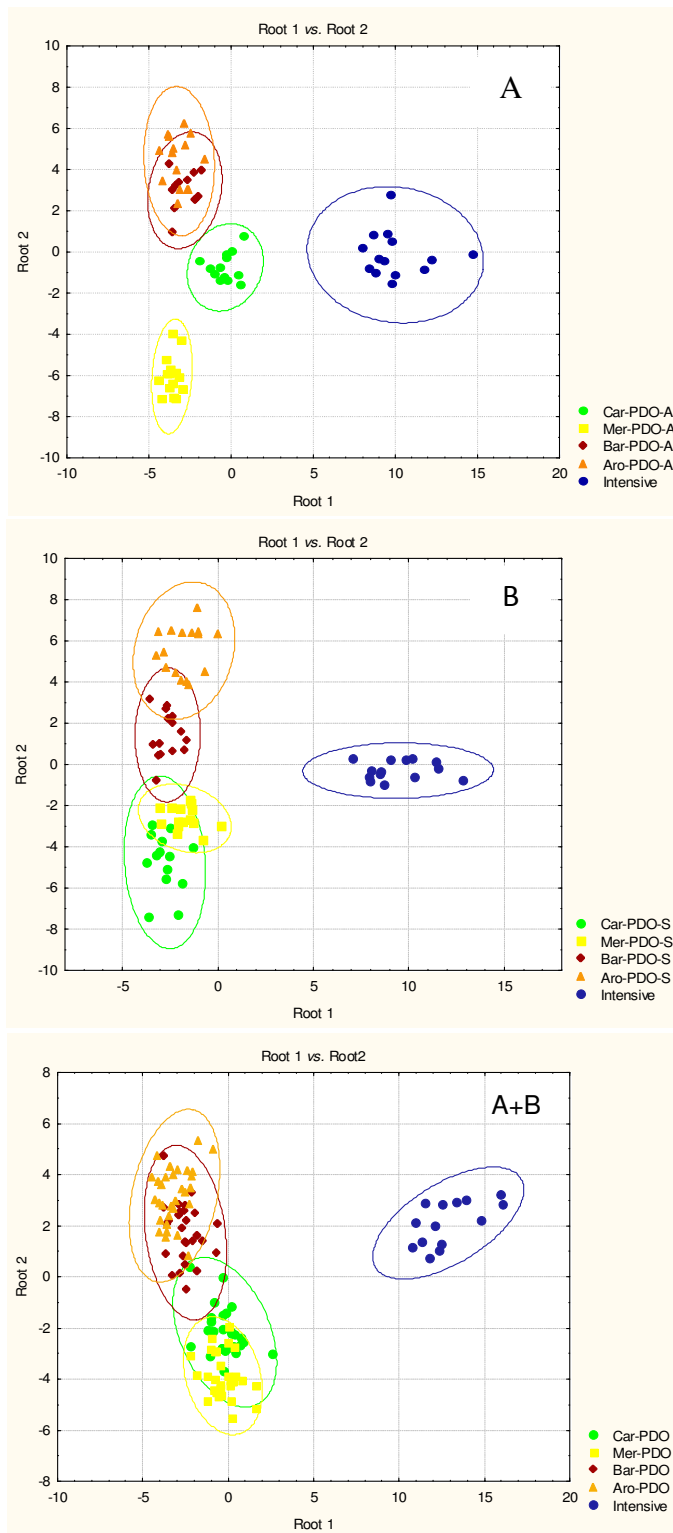 Root 1 vs. Root 2
A
10
8
6
4
2
0
-2
-4
-6
-8
-10
Root 2
-10 -5 0 5 10 15 20
Root 1
Car-PDO-A
Mer-PDO-A
Bar-PDO-A
Aro-PDO-A
Intensive
Root 1 vs. Root 2
B
10
8
6
4
2
0
-2
-4
-6
-8
-10
Root 2
-5 0 5 10 15
Root 1
Car-PDO-S
Mer-PDO-S
Bar-PDO-S
Aro-PDO-S
Intensive
Root 1 vs. Root2
A+B
8
6
4
2
0
-2
-4
-6
-8
Root 2
-10 -5 0 5 10 15 20
Root 1
Car-PDO
Mer-PDO
Bar-PDO
Aro-PDO
Intensive